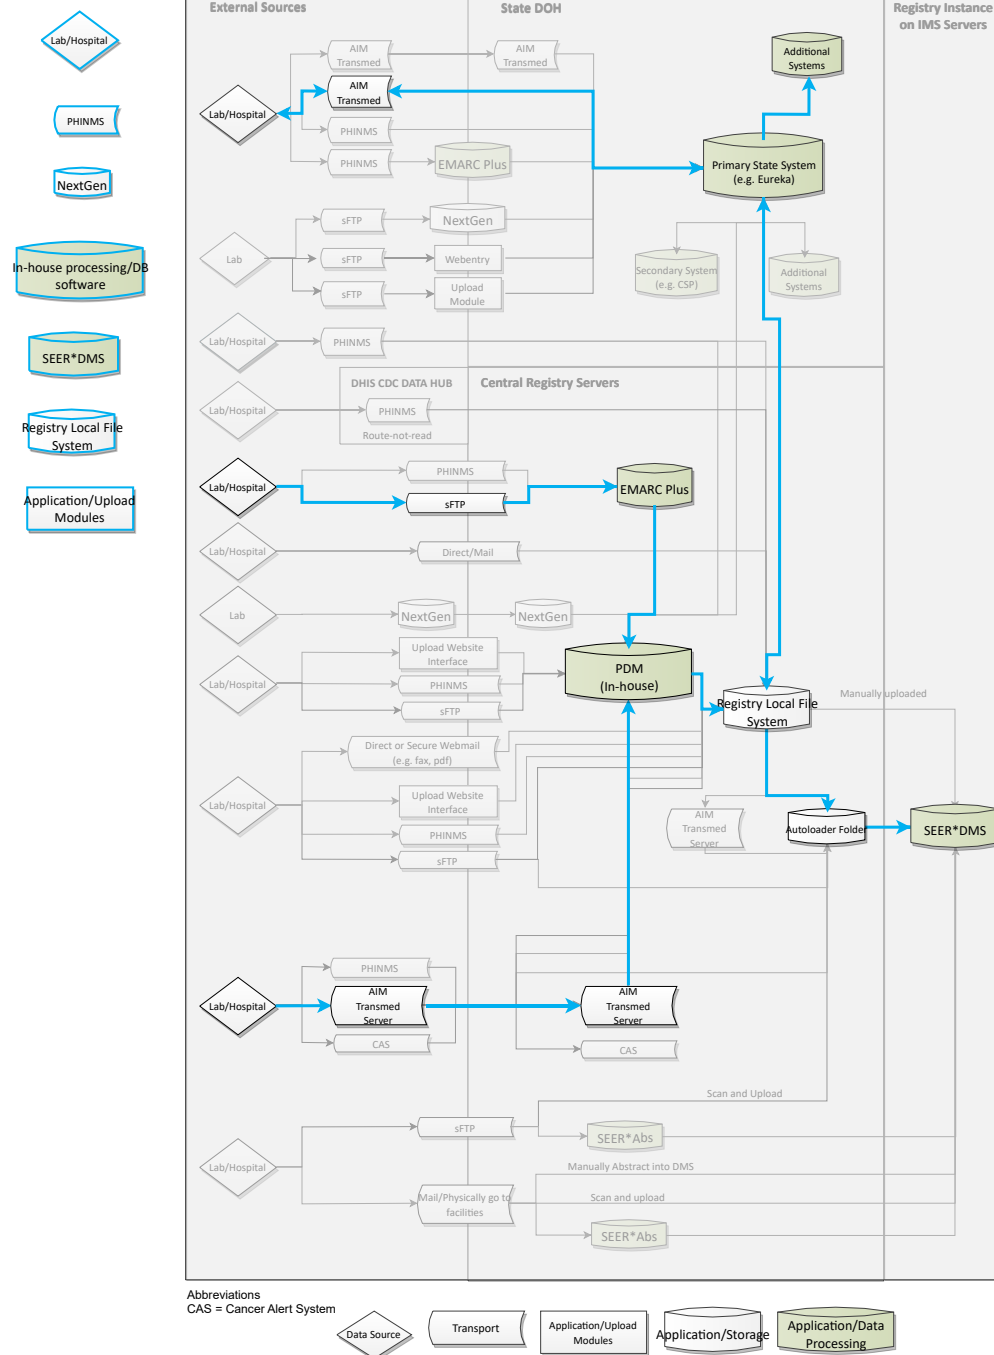 External Sources
State DOH
Registry Instance
on IMS Servers
Lab/Hospital
PHINMS
NextGen
In-house processing/DB
software
SEER*DMS
Registry Local File
System
Application/Upload
Modules
AIM
Transmed
AIM
Transmed
Additional
Systems
Lab/Hospital
AIM
Transmed
PHINMS
PHINMS
EMARC Plus
Primary State System
(e.g. Eureka)
sFTP
NextGen
Lab
sFTP
Webentry
sFTP
Upload
Module
Secondary System
(e.g. CSP)
Additional
Systems
Lab/Hospital
PHINMS
DHIS CDC DATA HUB
Central Registry Servers
Lab/Hospital
PHINMS
Route-not-read
Lab/Hospital
PHINMS
sFTP
EMARC Plus
Lab/Hospital
Direct/Mail
Lab
NextGen
NextGen
Lab/Hospital
Upload Website
Interface
PHINMS
sFTP
PDM
(In-house)
Registry Local File
System
Manually uploaded
Lab/Hospital
Direct or Secure Webmail
(e.g. fax, pdf)
Upload Website
Interface
PHINMS
sFTP
AIM
Transmed
Server
Autoloader Folder
SEER*DMS
Lab/Hospital
PHINMS
AIM
Transmed
Server
CAS
AIM
Transmed
Server
CAS
Lab/Hospital
sFTP
Scan and Upload
SEER*Abs
Manually Abstract into DMS
Mail/Physically go to
facilities
Scan and upload
SEER*Abs
Abbreviations
CAS = Cancer Alert System
Data Source
Transport
Application/Upload
Modules
Application/Storage
Application/Data
Processing